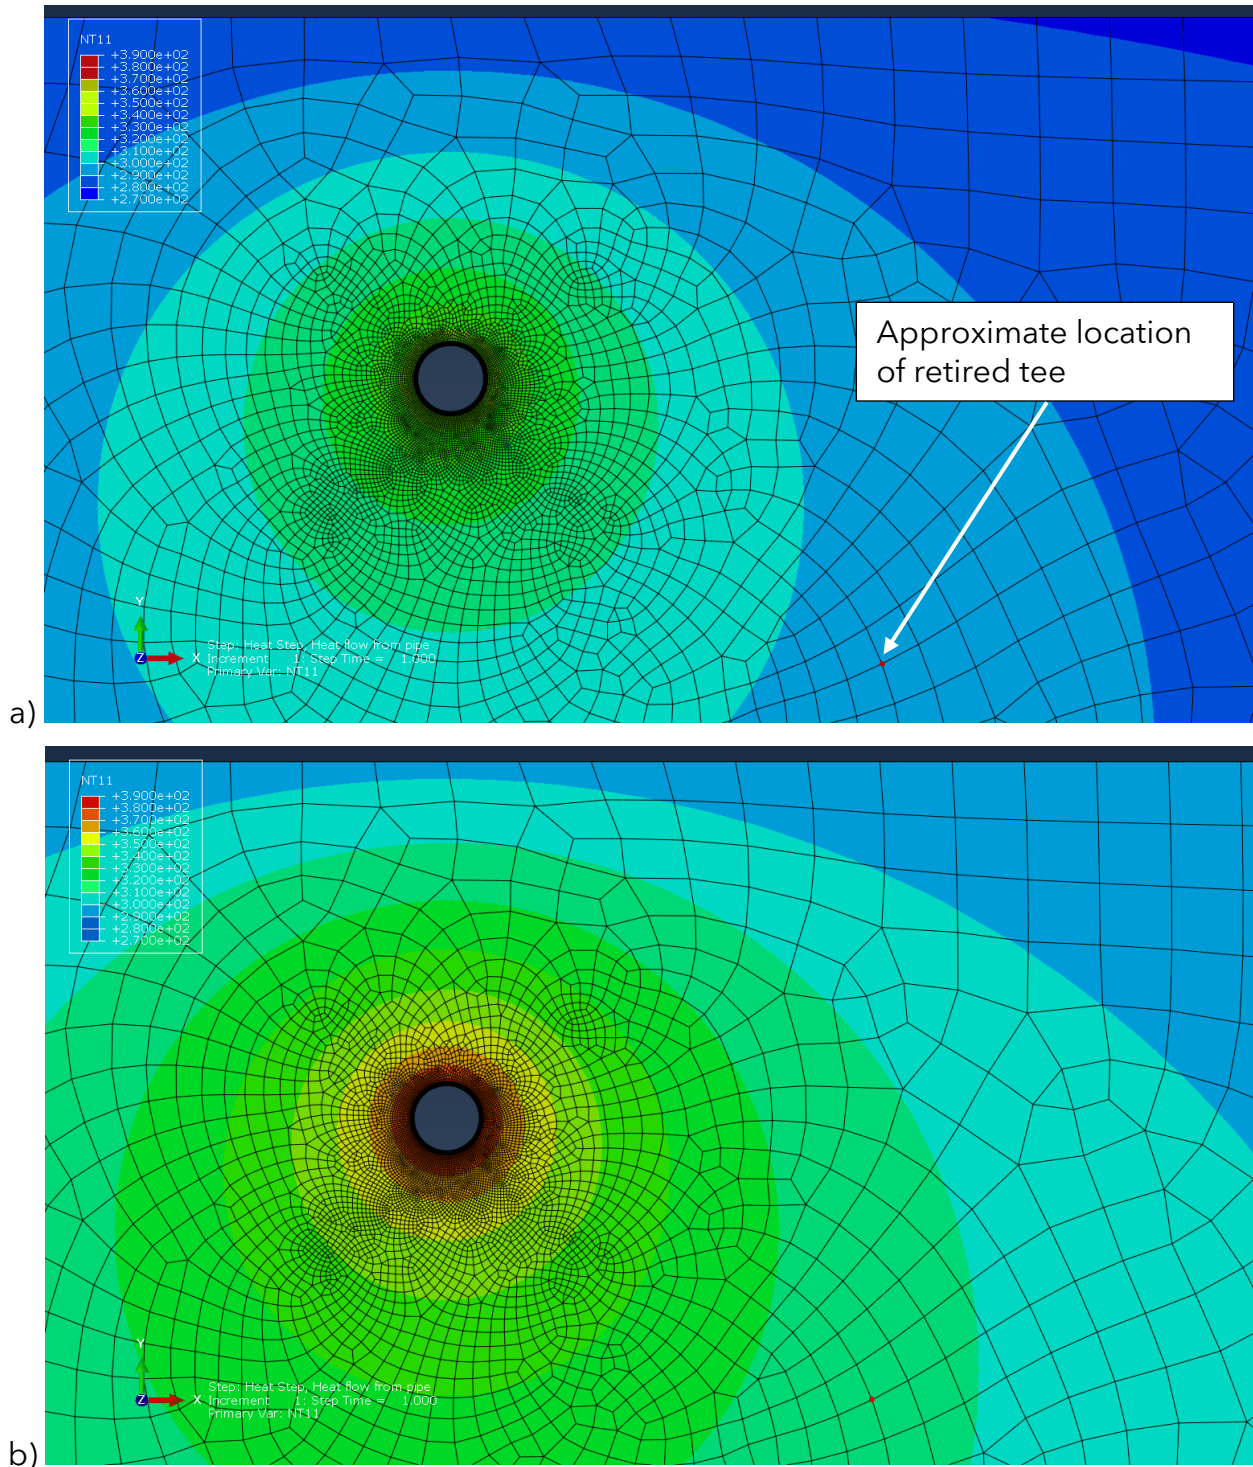 NT11
+3.900e+02
+3.800e+02
+3.700e+02
+3.600e+02
+3.500e+02
+3.400e+02
+3.300e+02
+3.200e+02
+3.100e+02
+3.000e+02
+2.900e+02
+2.800e+02
+2.700e+02
Approximate location
of retired tee
Y
Z
X
Step: Heat Step, Heat flow from pipe
Increment 1: Step Time = 1.000
Primary Var: NT11
a)
NT11
+3.900e+02
+3.800e+02
+3.700e+02
+3.600e+02
+3.500e+02
+3.400e+02
+3.300e+02
+3.200e+02
+3.100e+02
+3.000e+02
+2.900e+02
+2.800e+02
+2.700e+02
Y
Z
X
Step: Heat Step, Heat flow from pipe
Increment 1: Step Time = 1.000
Primary Var: NT11
b)